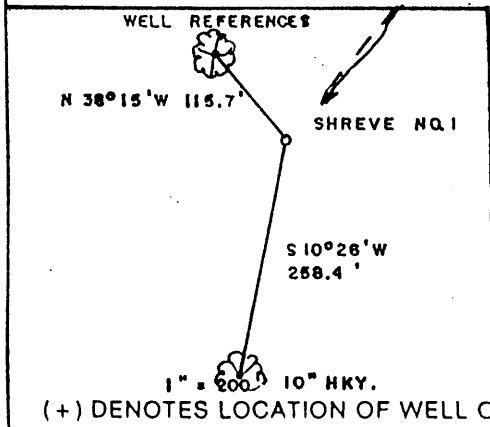 WELL REFERENCES
N 38°15'W 115.7'
SHREVE NO.1
S 10°26'W
258.4'
1" = 200' 10" HKY.
(+) DENOTES LOCATION OF WELL